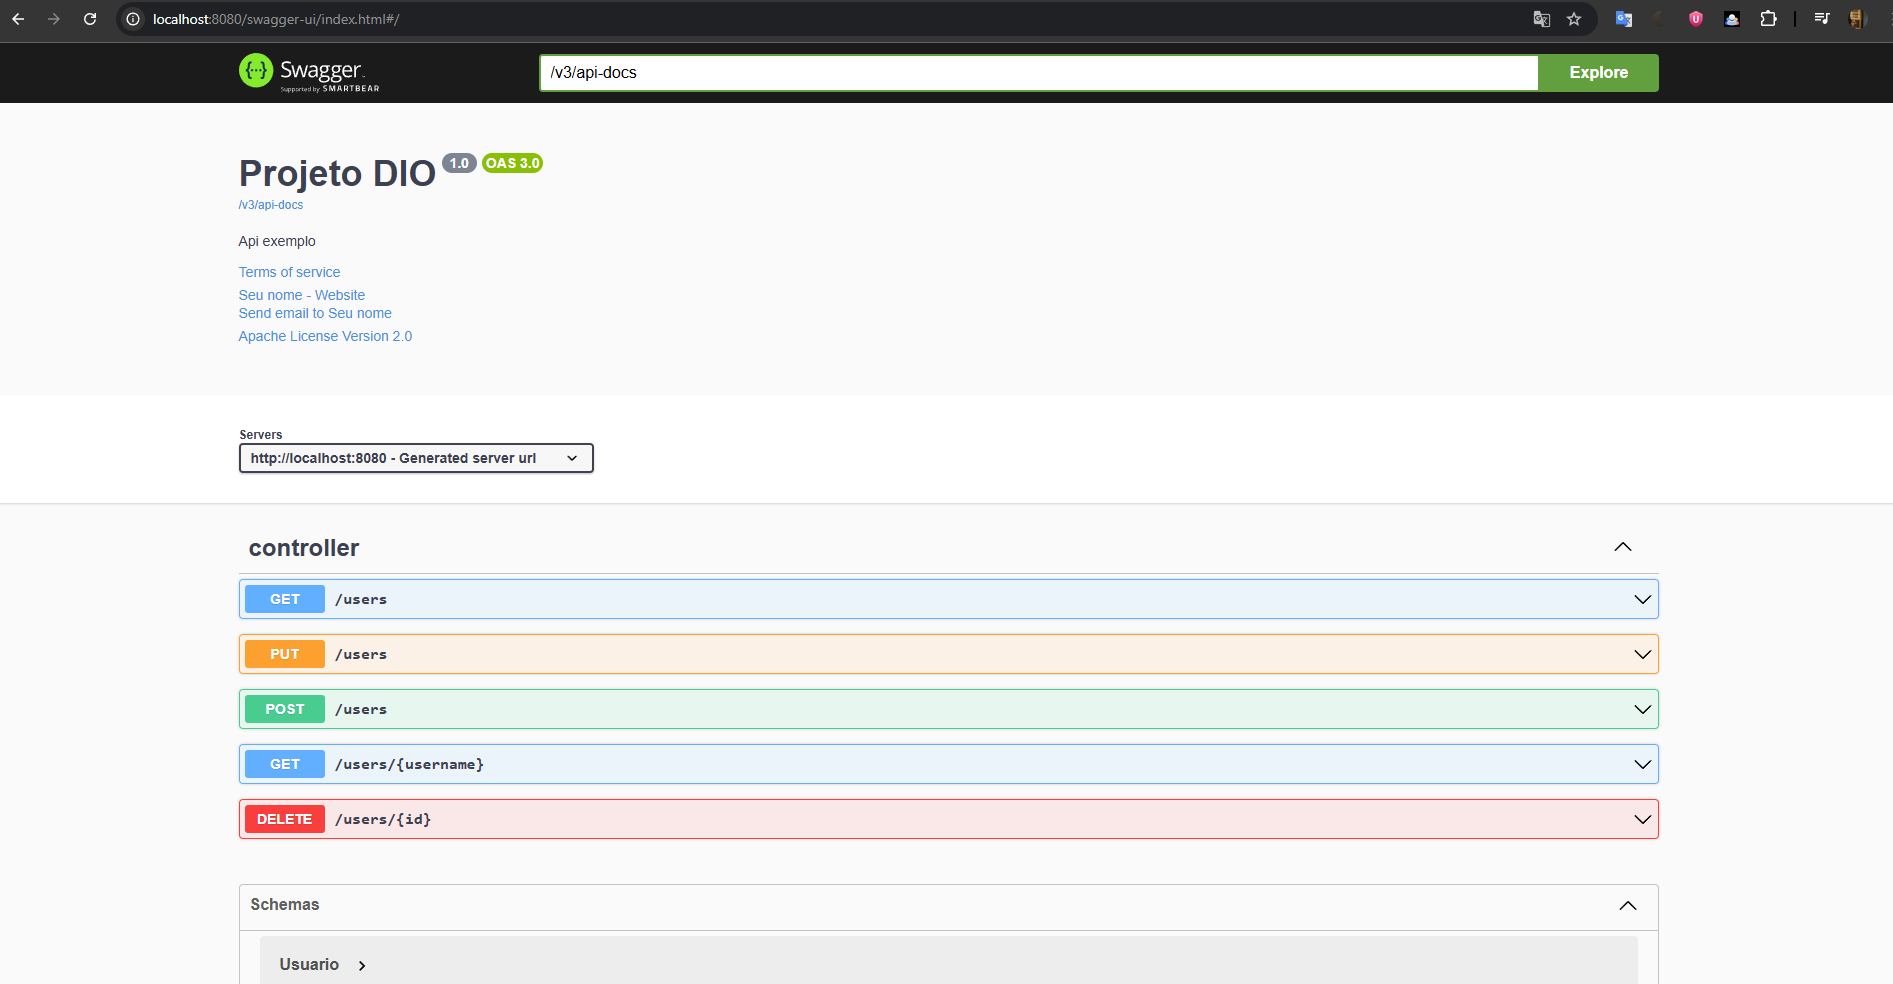 localhost:8080/swagger-ui/index.html#/
Swagger
Supported by SMARTBEAR
/v3/api-docs
Explore
Projeto DIO 1.0 OAS 3.0
/v3/api-docs
Api exemplo
Terms of service
Seu nome - Website
Send email to Seu nome
Apache License Version 2.0
Servers
http://localhost:8080 - Generated server url
controller
GET /users
PUT /users
POST /users
GET /users/{username}
DELETE /users/{id}
Schemas
Usuario